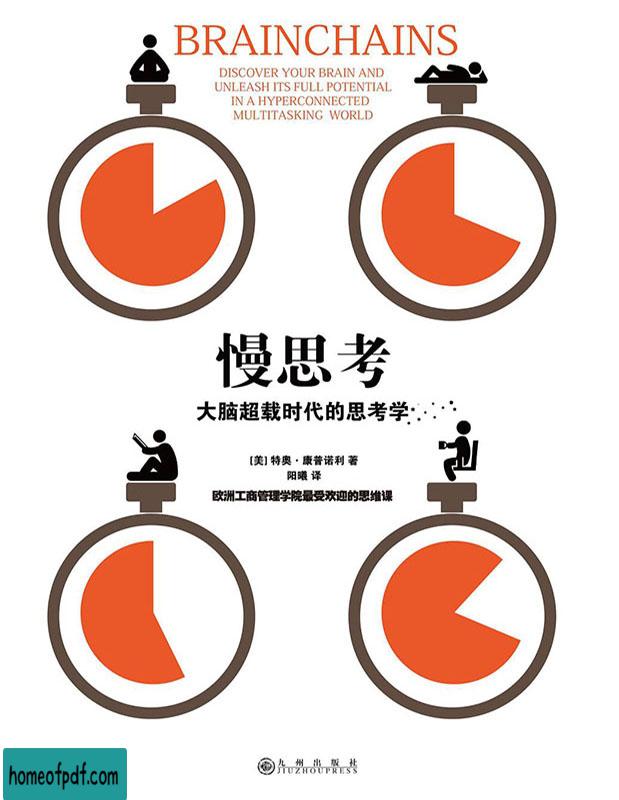 BRAINCHAINS
DISCOVER YOUR BRAIN AND
UNLEASH ITS FULL POTENTIAL
IN A HYPERCONNECTED
MULTITASKING WORLD
慢思考
大脑超载时代的思考学
[美] 特奥·康普诺利 著
阳曦 译
欧洲工商管理学院最受欢迎的思维课
九州出版社
JIUZHOUPRESS
homeofpdf.com